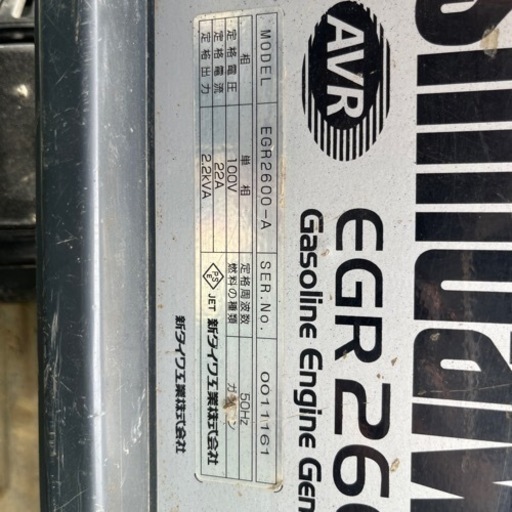 AVR
EGR 260
Gasoline Engine Gen
MODEL EGR2600-A SER.No. 0011161
相 単相
定格電圧 100V 定格周波数 50Hz
定格電流 22A 燃料の種類
定格出力 2.2kVA PSE JET 新ダイワ工業株式会社
新ダイワ工業株式会社